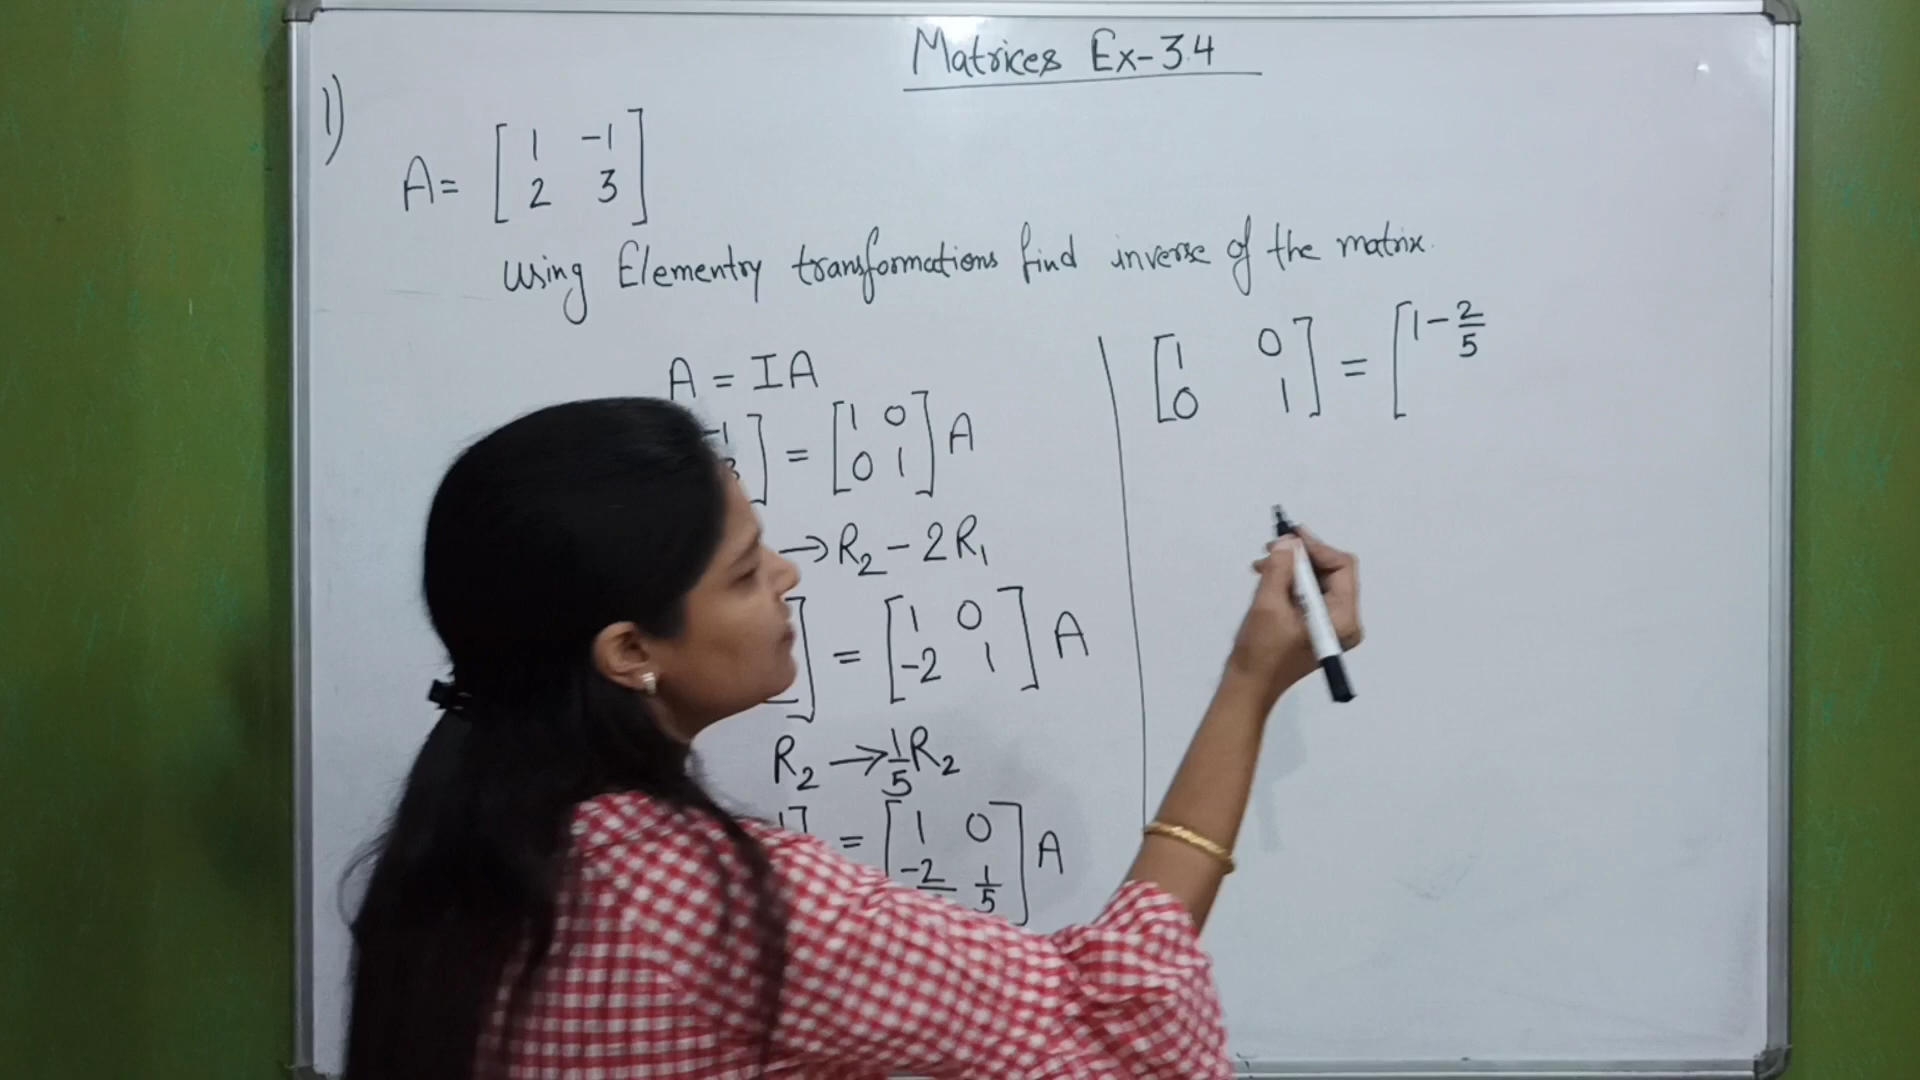 Matrices Ex-3.4
1)
A = [ 1 -1
2 3 ]
using Elementry transformations find inverse of the matrix.
A = IA
-1 ] = [ 1 0
3 ] 0 1 ] A
→ R₂ - 2R₁
] = [ 1 0
-2 1 ] A
R₂ → 1/5 R₂
] = [ 1 0
-2 1/5 ] A
[ 1 0
0 1 ] = [ 1 - 2/5